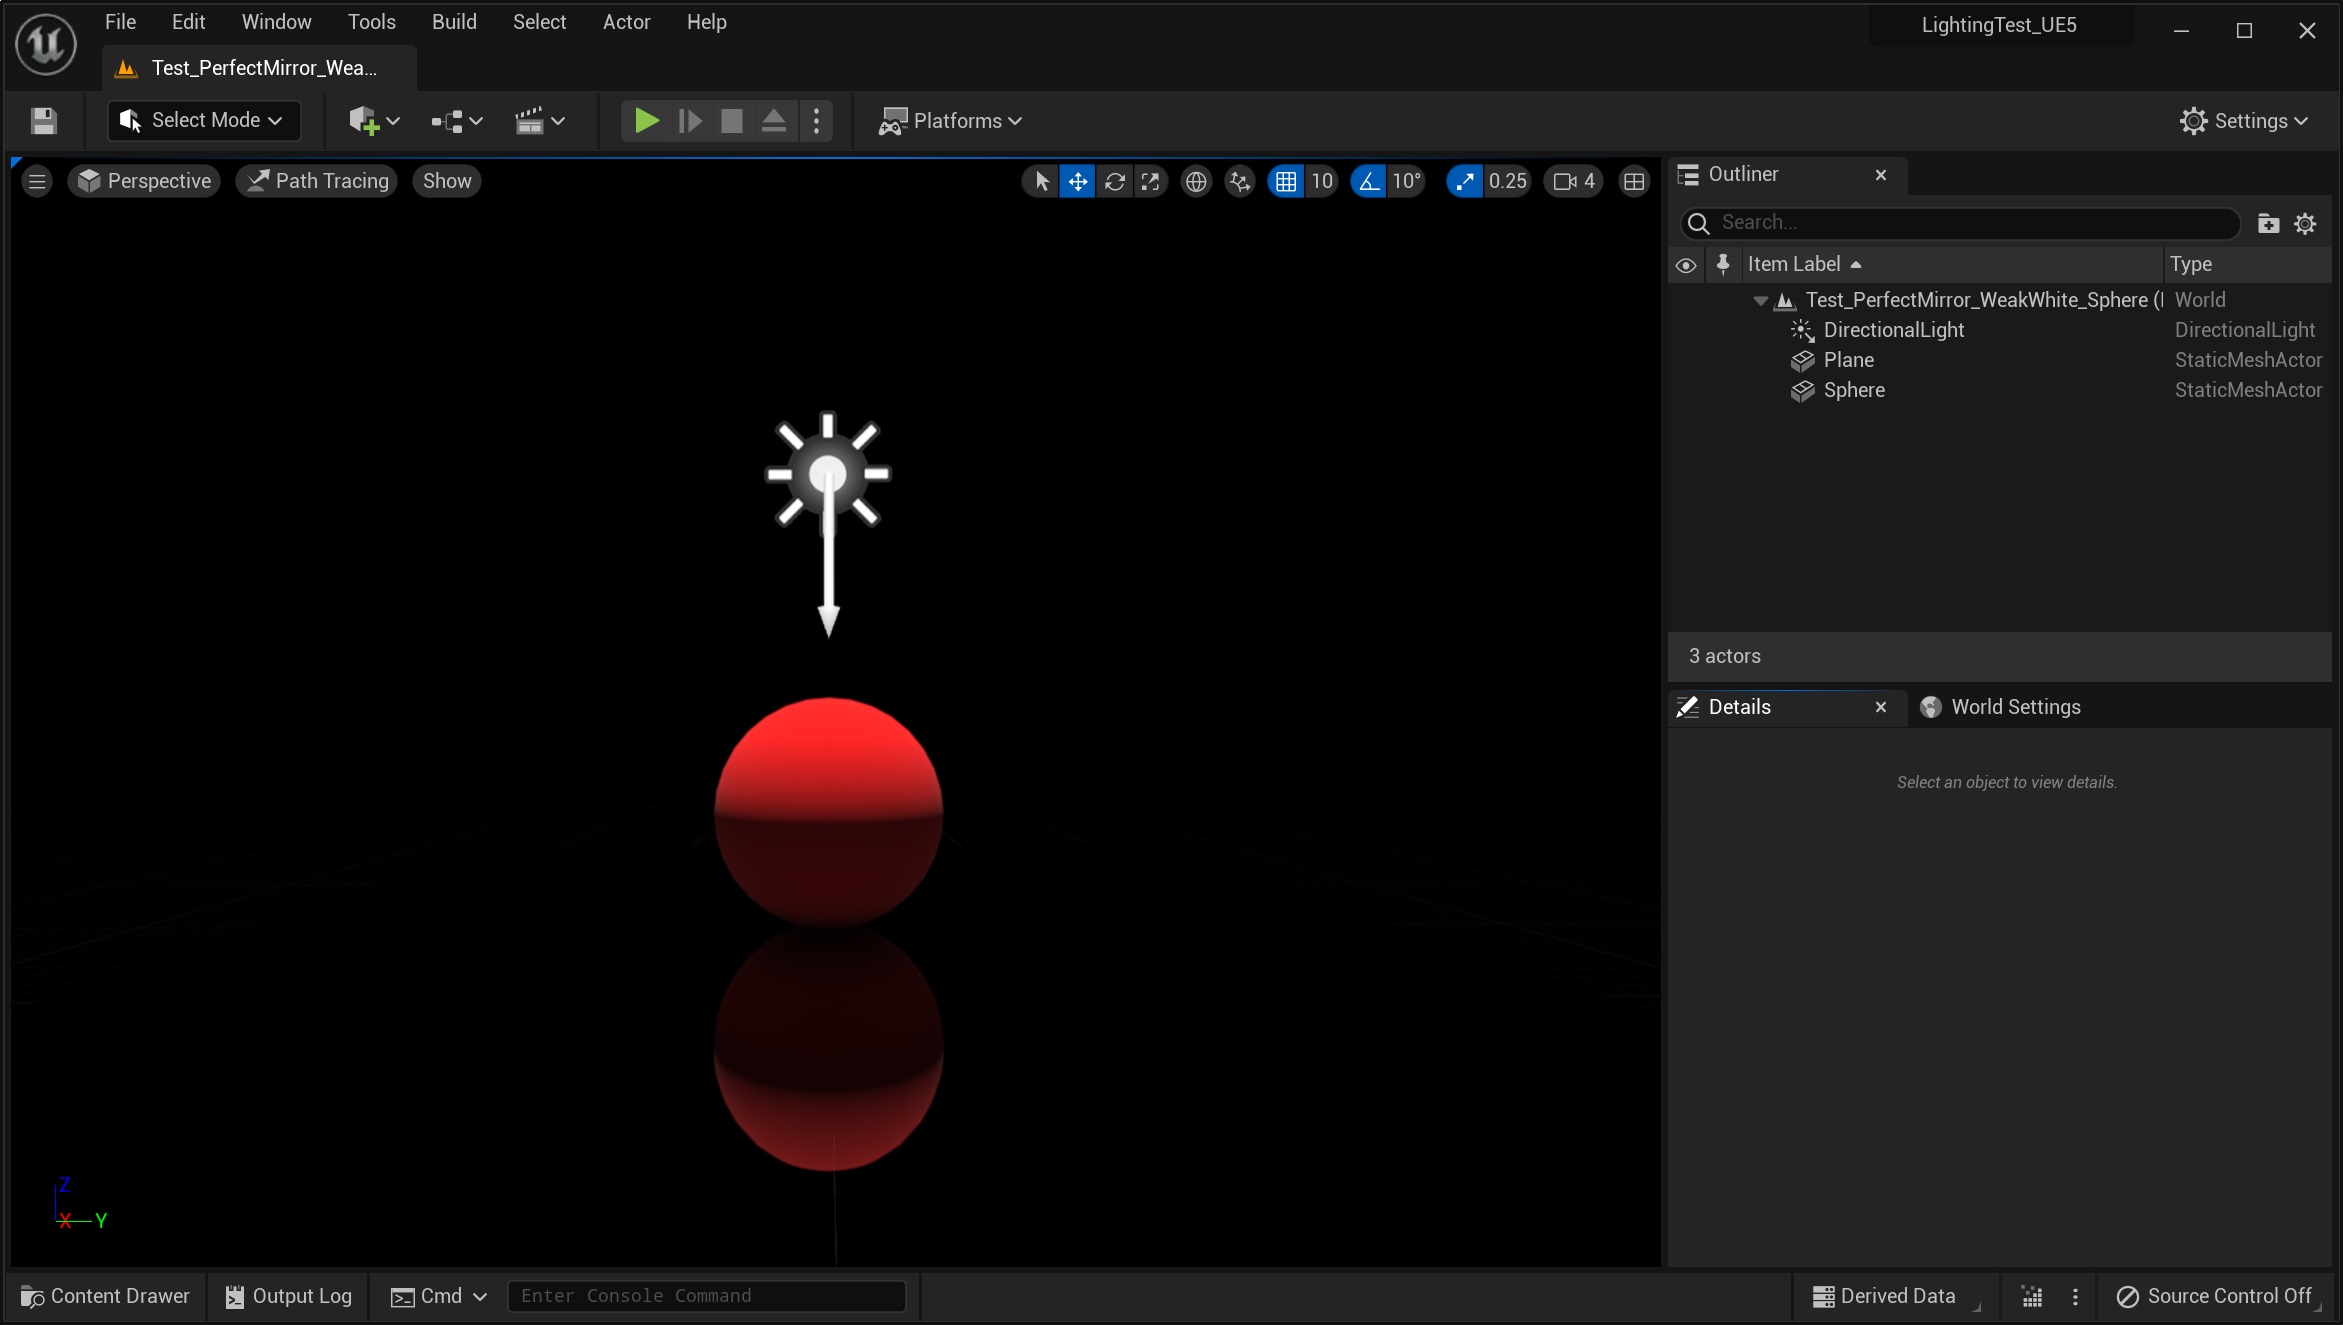 File Edit Window Tools Build Select Actor Help
LightingTest_UE5
Test_PerfectMirror_Wea...
Select Mode
Platforms
Settings
Perspective Path Tracing Show
10 10° 0.25 4
Outliner
Search...
Item Label Type
Test_PerfectMirror_WeakWhite_Sphere ( World
DirectionalLight DirectionalLight
Plane StaticMeshActor
Sphere StaticMeshActor
3 actors
Details World Settings
Select an object to view details.
Z
X Y
Content Drawer Output Log Cmd Enter Console Command Derived Data Source Control Off